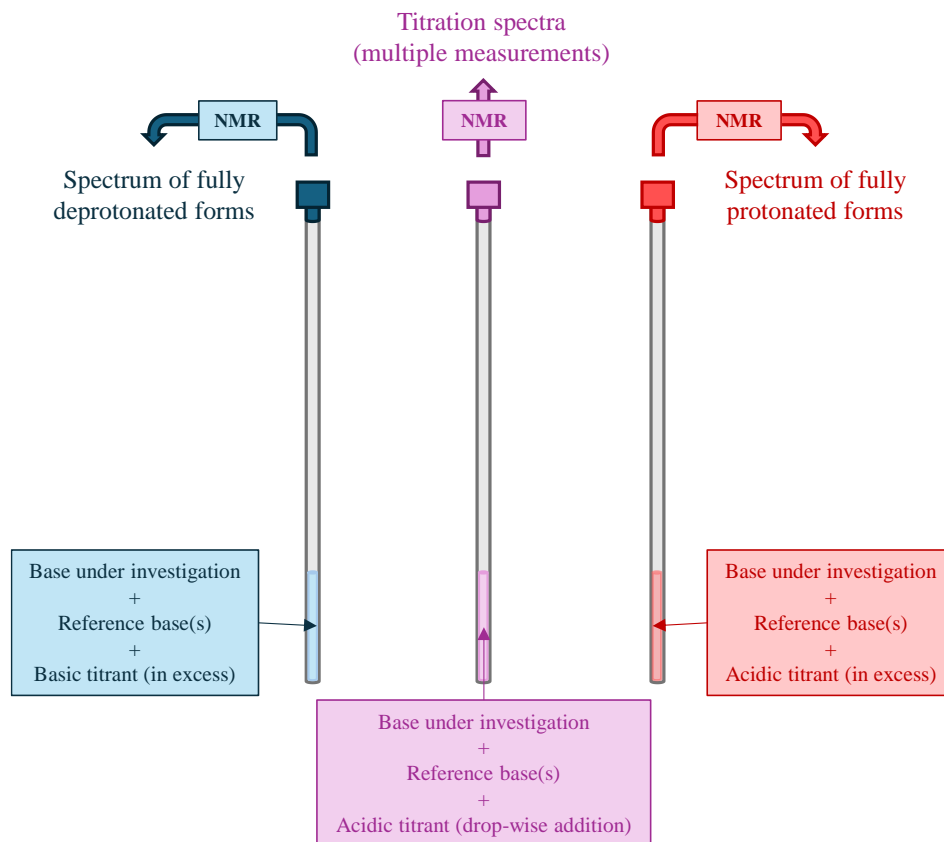 Titration spectra
(multiple measurements)
NMR
NMR
NMR
Spectrum of fully
deprotonated forms
Spectrum of fully
protonated forms
Base under investigation
+
Reference base(s)
+
Basic titrant (in excess)
Base under investigation
+
Reference base(s)
+
Acidic titrant (drop-wise addition)
Base under investigation
+
Reference base(s)
+
Acidic titrant (in excess)